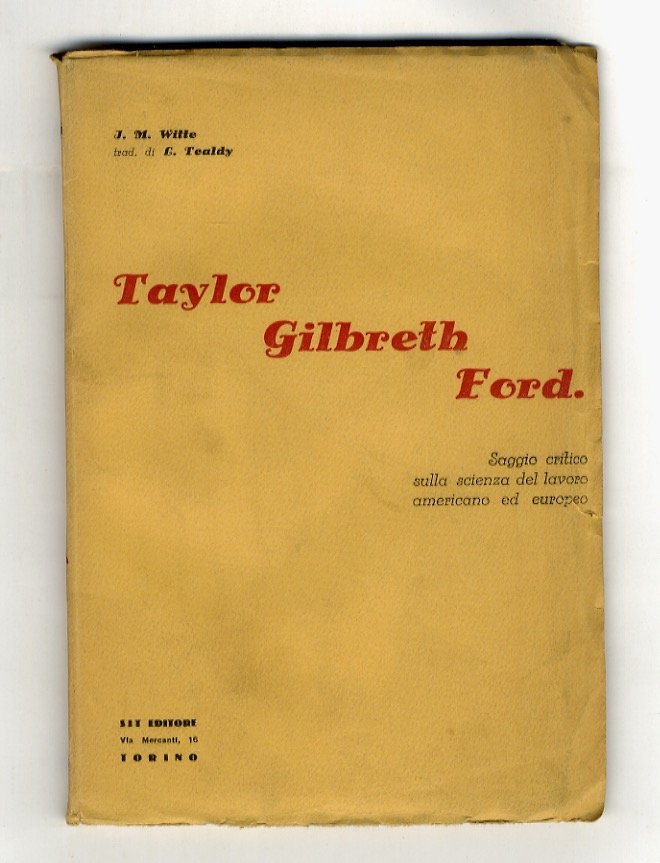 J. M. Witte
trad. di C. Tealdy
Taylor
Gilbreth
Ford.
Saggio critico
sulla scienza del lavoro
americano ed europeo
SIT EDITORE
Via Mercanti, 16
TORINO